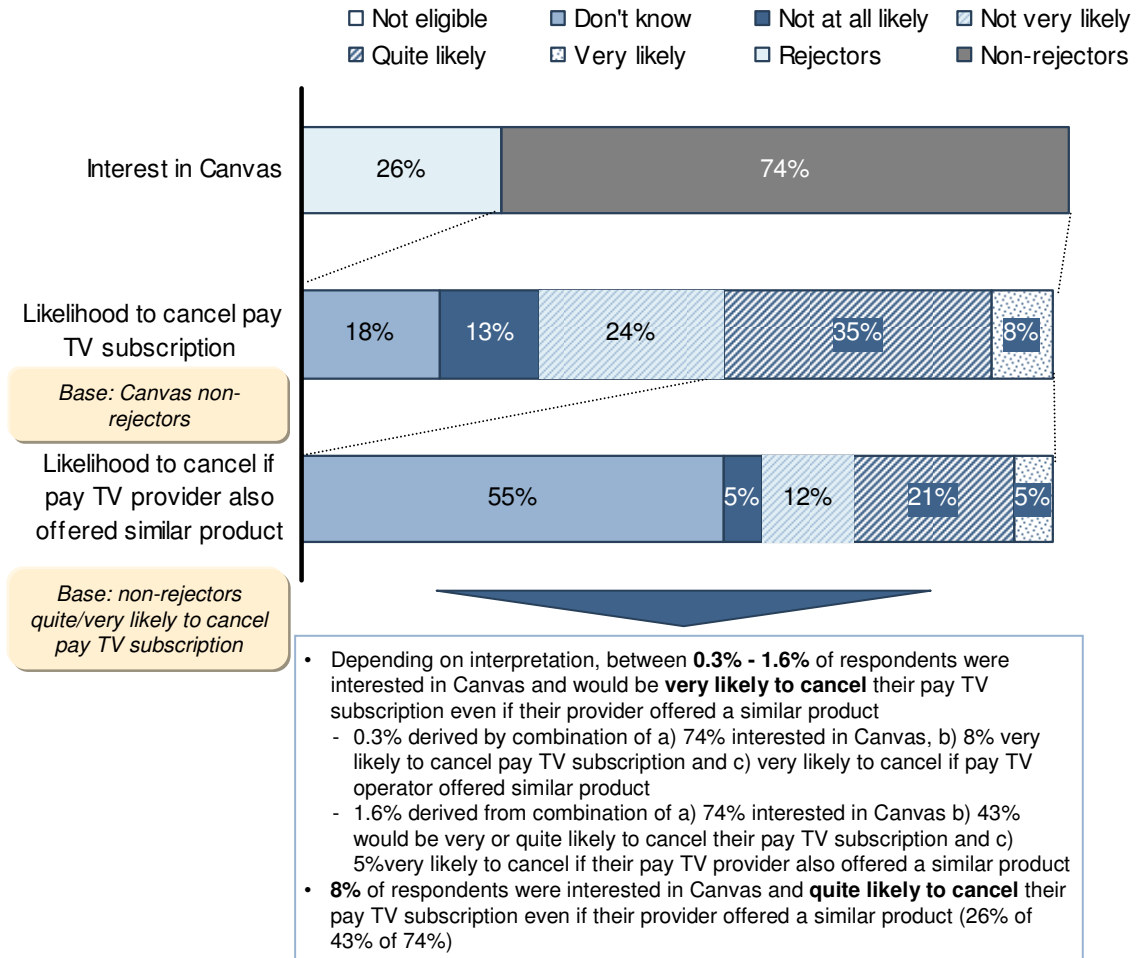 Not eligible Don't know Not at all likely Not very likely
Quite likely Very likely Rejectors Non-rejectors
Interest in Canvas
26% 74%
Likelihood to cancel pay
TV subscription
18% 13% 24% 35% 8%
Base: Canvas non-
rejectors
Likelihood to cancel if
pay TV provider also
offered similar product
55% 5% 12% 21% 5%
Base: non-rejectors
quite/very likely to cancel
pay TV subscription
• Depending on interpretation, between 0.3% - 1.6% of respondents were
interested in Canvas and would be very likely to cancel their pay TV
subscription even if their provider offered a similar product
- 0.3% derived by combination of a) 74% interested in Canvas, b) 8% very
likely to cancel pay TV subscription and c) very likely to cancel if pay TV
operator offered similar product
- 1.6% derived from combination of a) 74% interested in Canvas b) 43%
would be very or quite likely to cancel their pay TV subscription and c)
5%very likely to cancel if their pay TV provider also offered a similar product
• 8% of respondents were interested in Canvas and quite likely to cancel their
pay TV subscription even if their provider offered a similar product (26% of
43% of 74%)